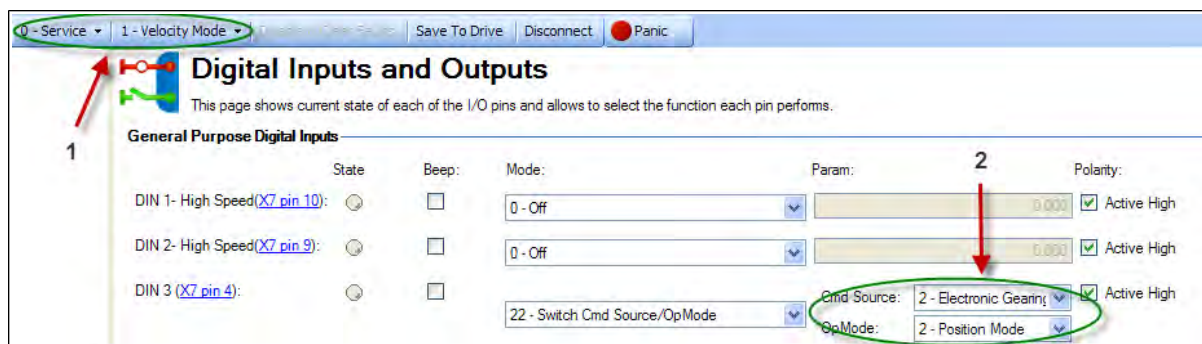 0 - Service 1 - Velocity Mode Save To Drive Disconnect Panic
Digital Inputs and Outputs
This page shows current state of each of the I/O pins and allows to select the function each pin performs.
General Purpose Digital Inputs
1
2
State Beep: Mode: Param: Polarity:
DIN 1- High Speed(X7 pin 10): 0 - Off 0.000 Active High
DIN 2- High Speed(X7 pin 9): 0 - Off 0.000 Active High
DIN 3 (X7 pin 4): 22 - Switch Cmd Source/OpMode Cmd Source: 2 - Electronic Gearing Active High
OpMode: 2 - Position Mode